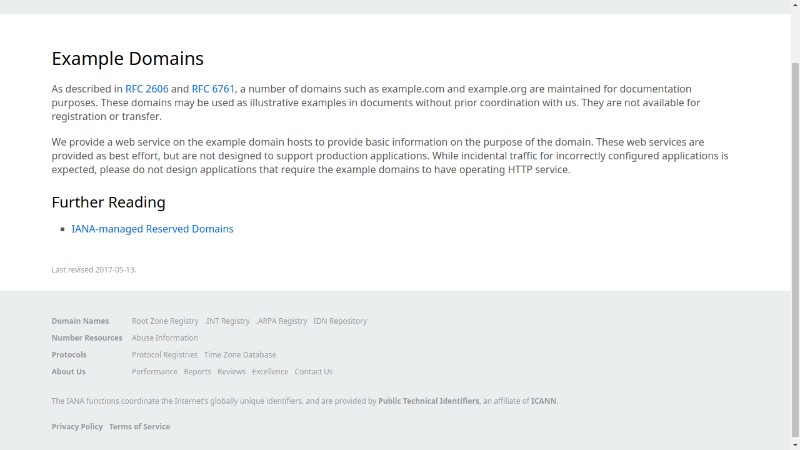 Example Domains
As described in RFC 2606 and RFC 6761, a number of domains such as example.com and example.org are maintained for documentation
purposes. These domains may be used as illustrative examples in documents without prior coordination with us. They are not available for
registration or transfer.
We provide a web service on the example domain hosts to provide basic information on the purpose of the domain. These web services are
provided as best effort, but are not designed to support production applications. While incidental traffic for incorrectly configured applications is
expected, please do not design applications that require the example domains to have operating HTTP service.
Further Reading
IANA-managed Reserved Domains
Last revised 2017-05-13.
Domain Names Root Zone Registry .INT Registry .ARPA Registry IDN Repository
Number Resources Abuse Information
Protocols Protocol Registries Time Zone Database
About Us Performance Reports Reviews Excellence Contact Us
The IANA functions coordinate the Internet's globally unique identifiers, and are provided by Public Technical Identifiers, an affiliate of ICANN.
Privacy Policy Terms of Service